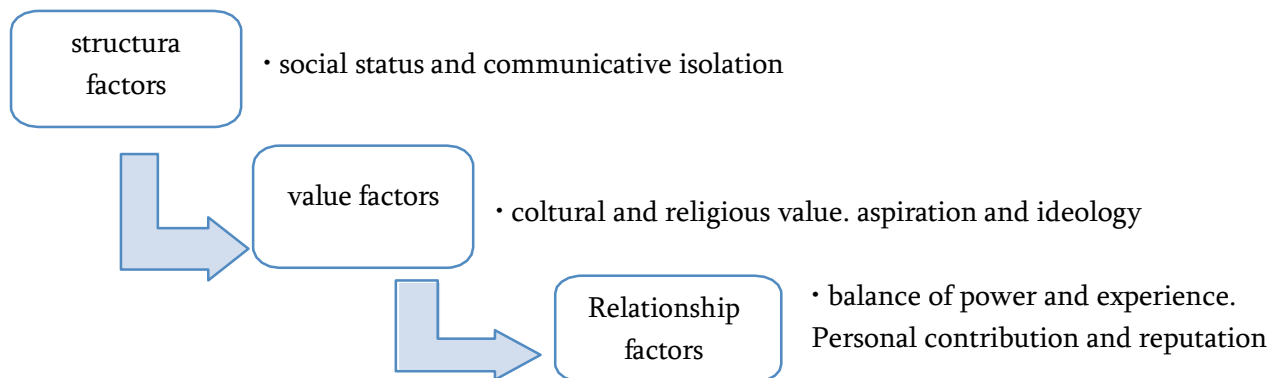 structura
factors
· social status and communicative isolation
value factors
· coltural and religious value. aspiration and ideology
Relationship
factors
· balance of power and experience.
Personal contribution and reputation